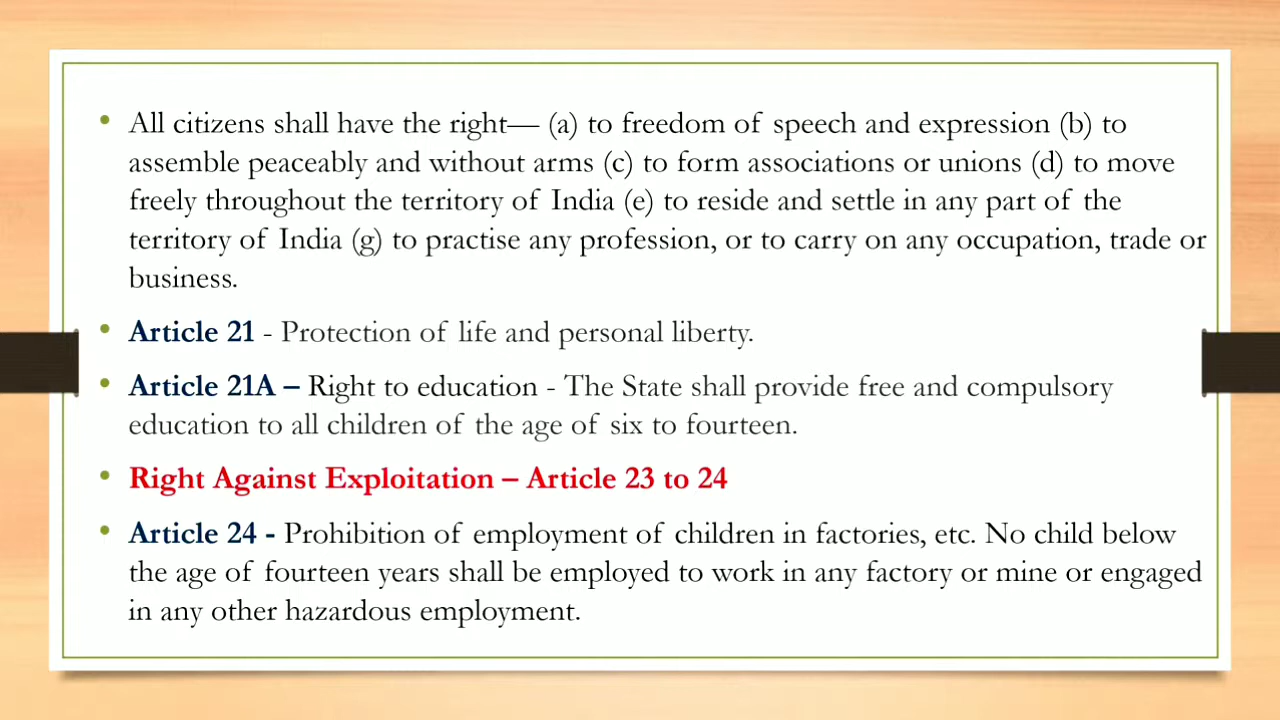 • All citizens shall have the right— (a) to freedom of speech and expression (b) to
assemble peaceably and without arms (c) to form associations or unions (d) to move
freely throughout the territory of India (e) to reside and settle in any part of the
territory of India (g) to practise any profession, or to carry on any occupation, trade or
business.
• Article 21 - Protection of life and personal liberty.
• Article 21A – Right to education - The State shall provide free and compulsory
education to all children of the age of six to fourteen.
• Right Against Exploitation – Article 23 to 24
• Article 24 - Prohibition of employment of children in factories, etc. No child below
the age of fourteen years shall be employed to work in any factory or mine or engaged
in any other hazardous employment.